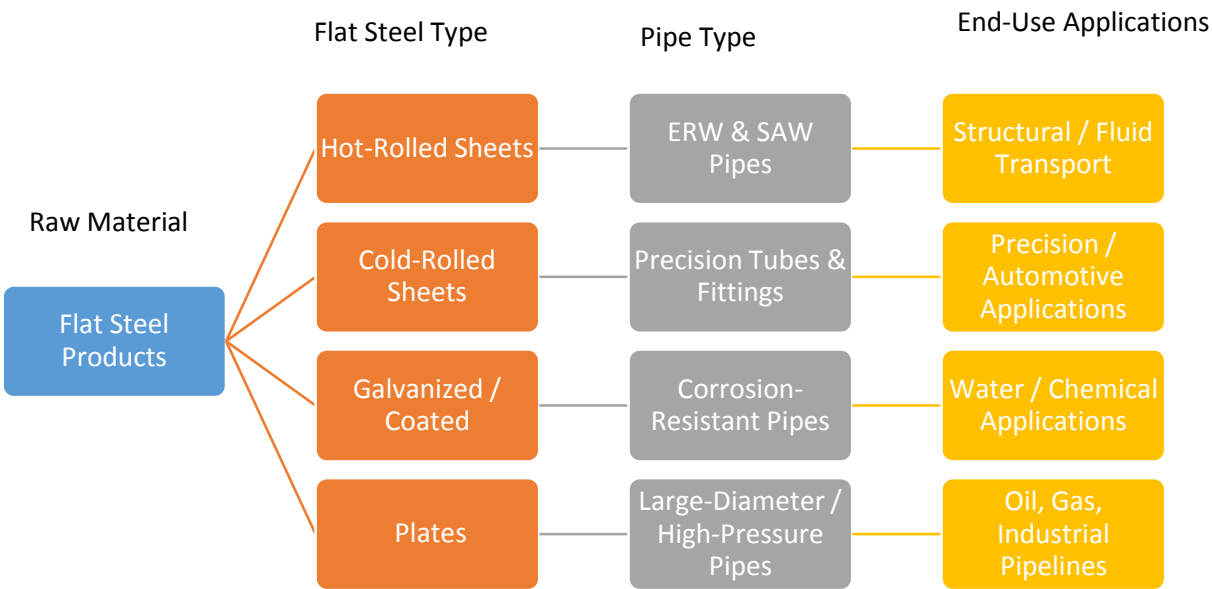 Flat Steel Type
Pipe Type
End-Use Applications
Raw Material
Flat Steel
Products
Hot-Rolled Sheets
ERW & SAW
Pipes
Structural / Fluid
Transport
Cold-Rolled
Sheets
Precision Tubes &
Fittings
Precision /
Automotive
Applications
Galvanized /
Coated
Corrosion-
Resistant Pipes
Water / Chemical
Applications
Plates
Large-Diameter /
High-Pressure
Pipes
Oil, Gas,
Industrial
Pipelines